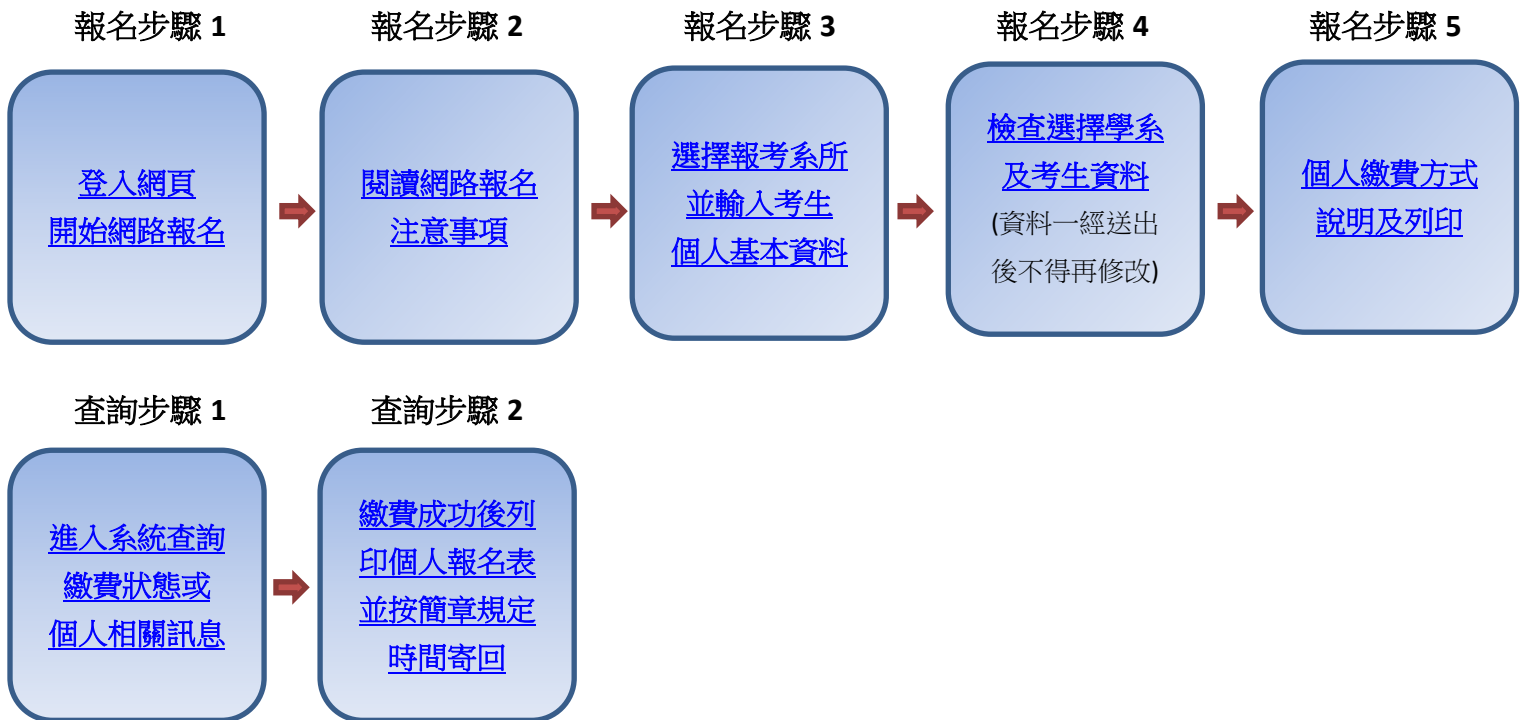 報名步驟 1
報名步驟 2
報名步驟 3
報名步驟 4
報名步驟 5
登入網頁
開始網路報名
閱讀網路報名
注意事項
選擇報考系所
並輸入考生
個人基本資料
檢查選擇學系
及考生資料
(資料一經送出
後不得再修改)
個人繳費方式
說明及列印
查詢步驟 1
查詢步驟 2
進入系統查詢
繳費狀態或
個人相關訊息
繳費成功後列
印個人報名表
並按簡章規定
時間寄回